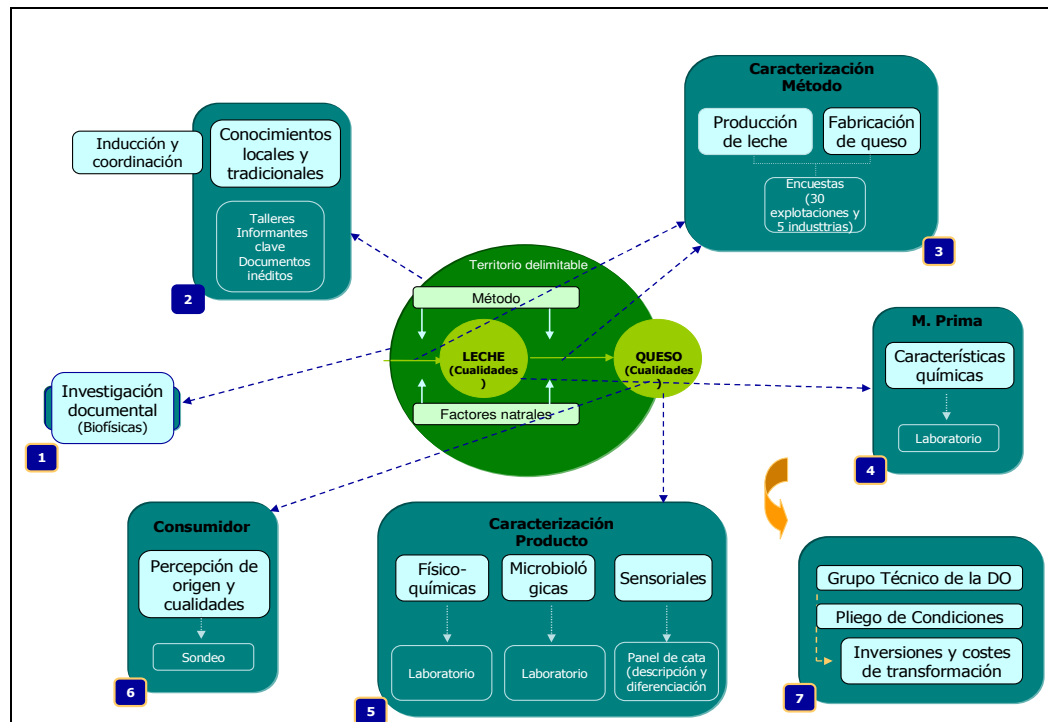 Caracterización
Método
Producción
de leche
Fabricación
de queso
Encuestas
(30
explotaciones y
5 industtrias)
3
Inducción y
coordinación
Conocimientos
locales y
tradicionales
Talleres
Informantes
clave
Documentos
inéditos
2
Territorio delimitable
Método
LECHE
(Cualidades
)
QUESO
(Cualidades
)
Factores natrales
M. Prima
Características
químicas
Laboratorio
4
Investigación
documental
(Biofísicas)
1
Consumidor
Percepción de
origen y
cualidades
Sondeo
6
Caracterización
Producto
Físico-
químicas
Microbioló
gicas
Sensoriales
Laboratorio
Laboratorio
Panel de cata
(descripción y
diferenciación
5
Grupo Técnico de la DO
Pliego de Condiciones
Inversiones y costes
de transformación
7